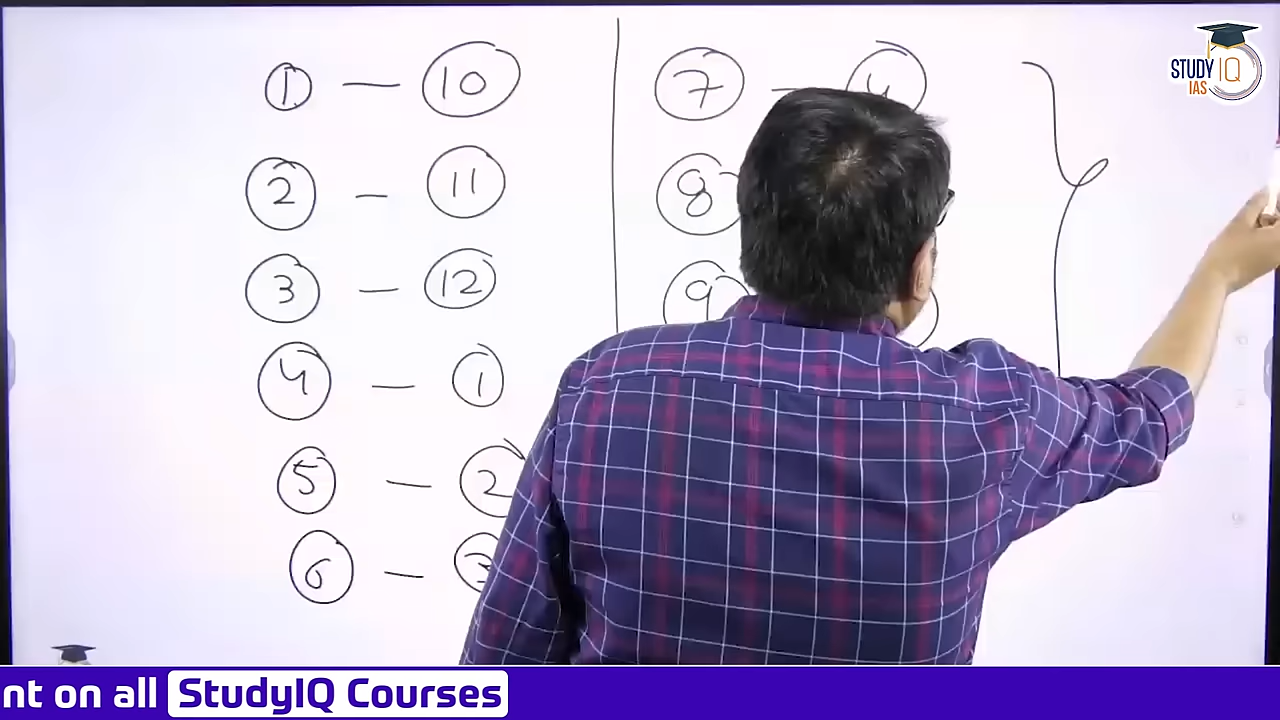 1 — 10
2 — 11
3 — 12
4 — 1
5 — 2
6 —
7 — 4
8
9
STUDY IQ
IAS
nt on all StudyIQ Courses